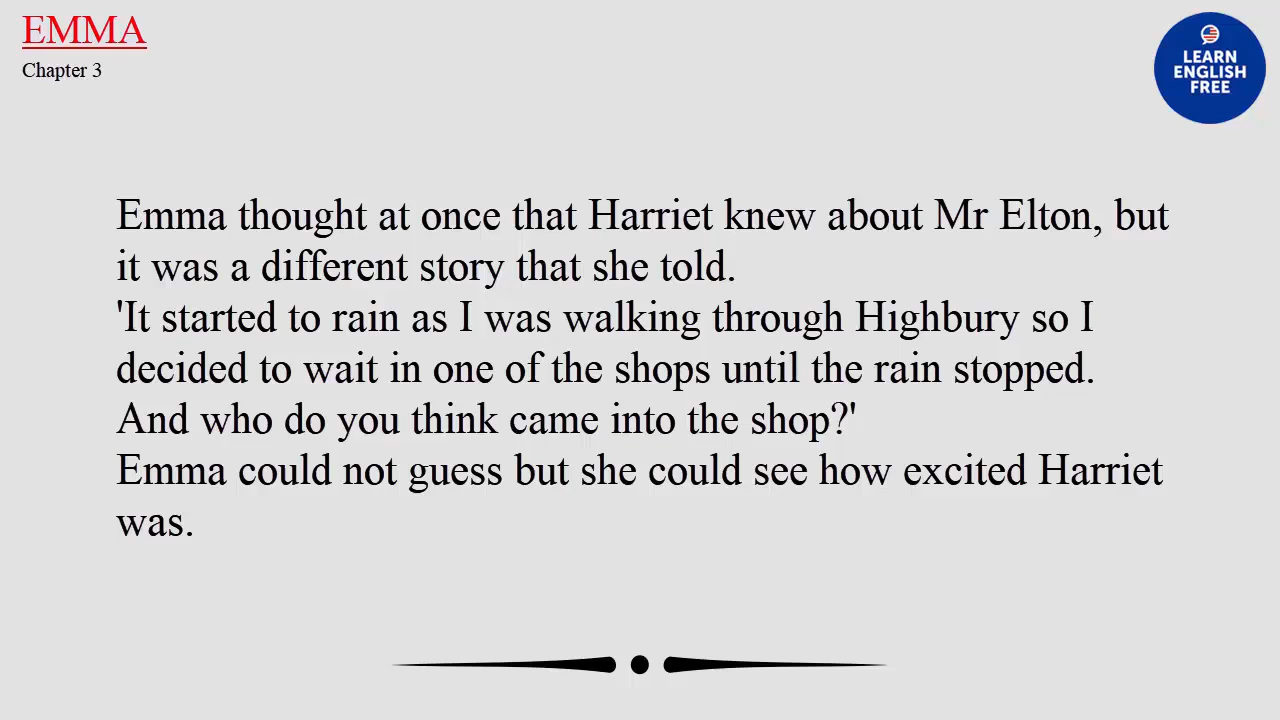 EMMA
Chapter 3
LEARN
ENGLISH
FREE
Emma thought at once that Harriet knew about Mr Elton, but
it was a different story that she told.
'It started to rain as I was walking through Highbury so I
decided to wait in one of the shops until the rain stopped.
And who do you think came into the shop?'
Emma could not guess but she could see how excited Harriet
was.